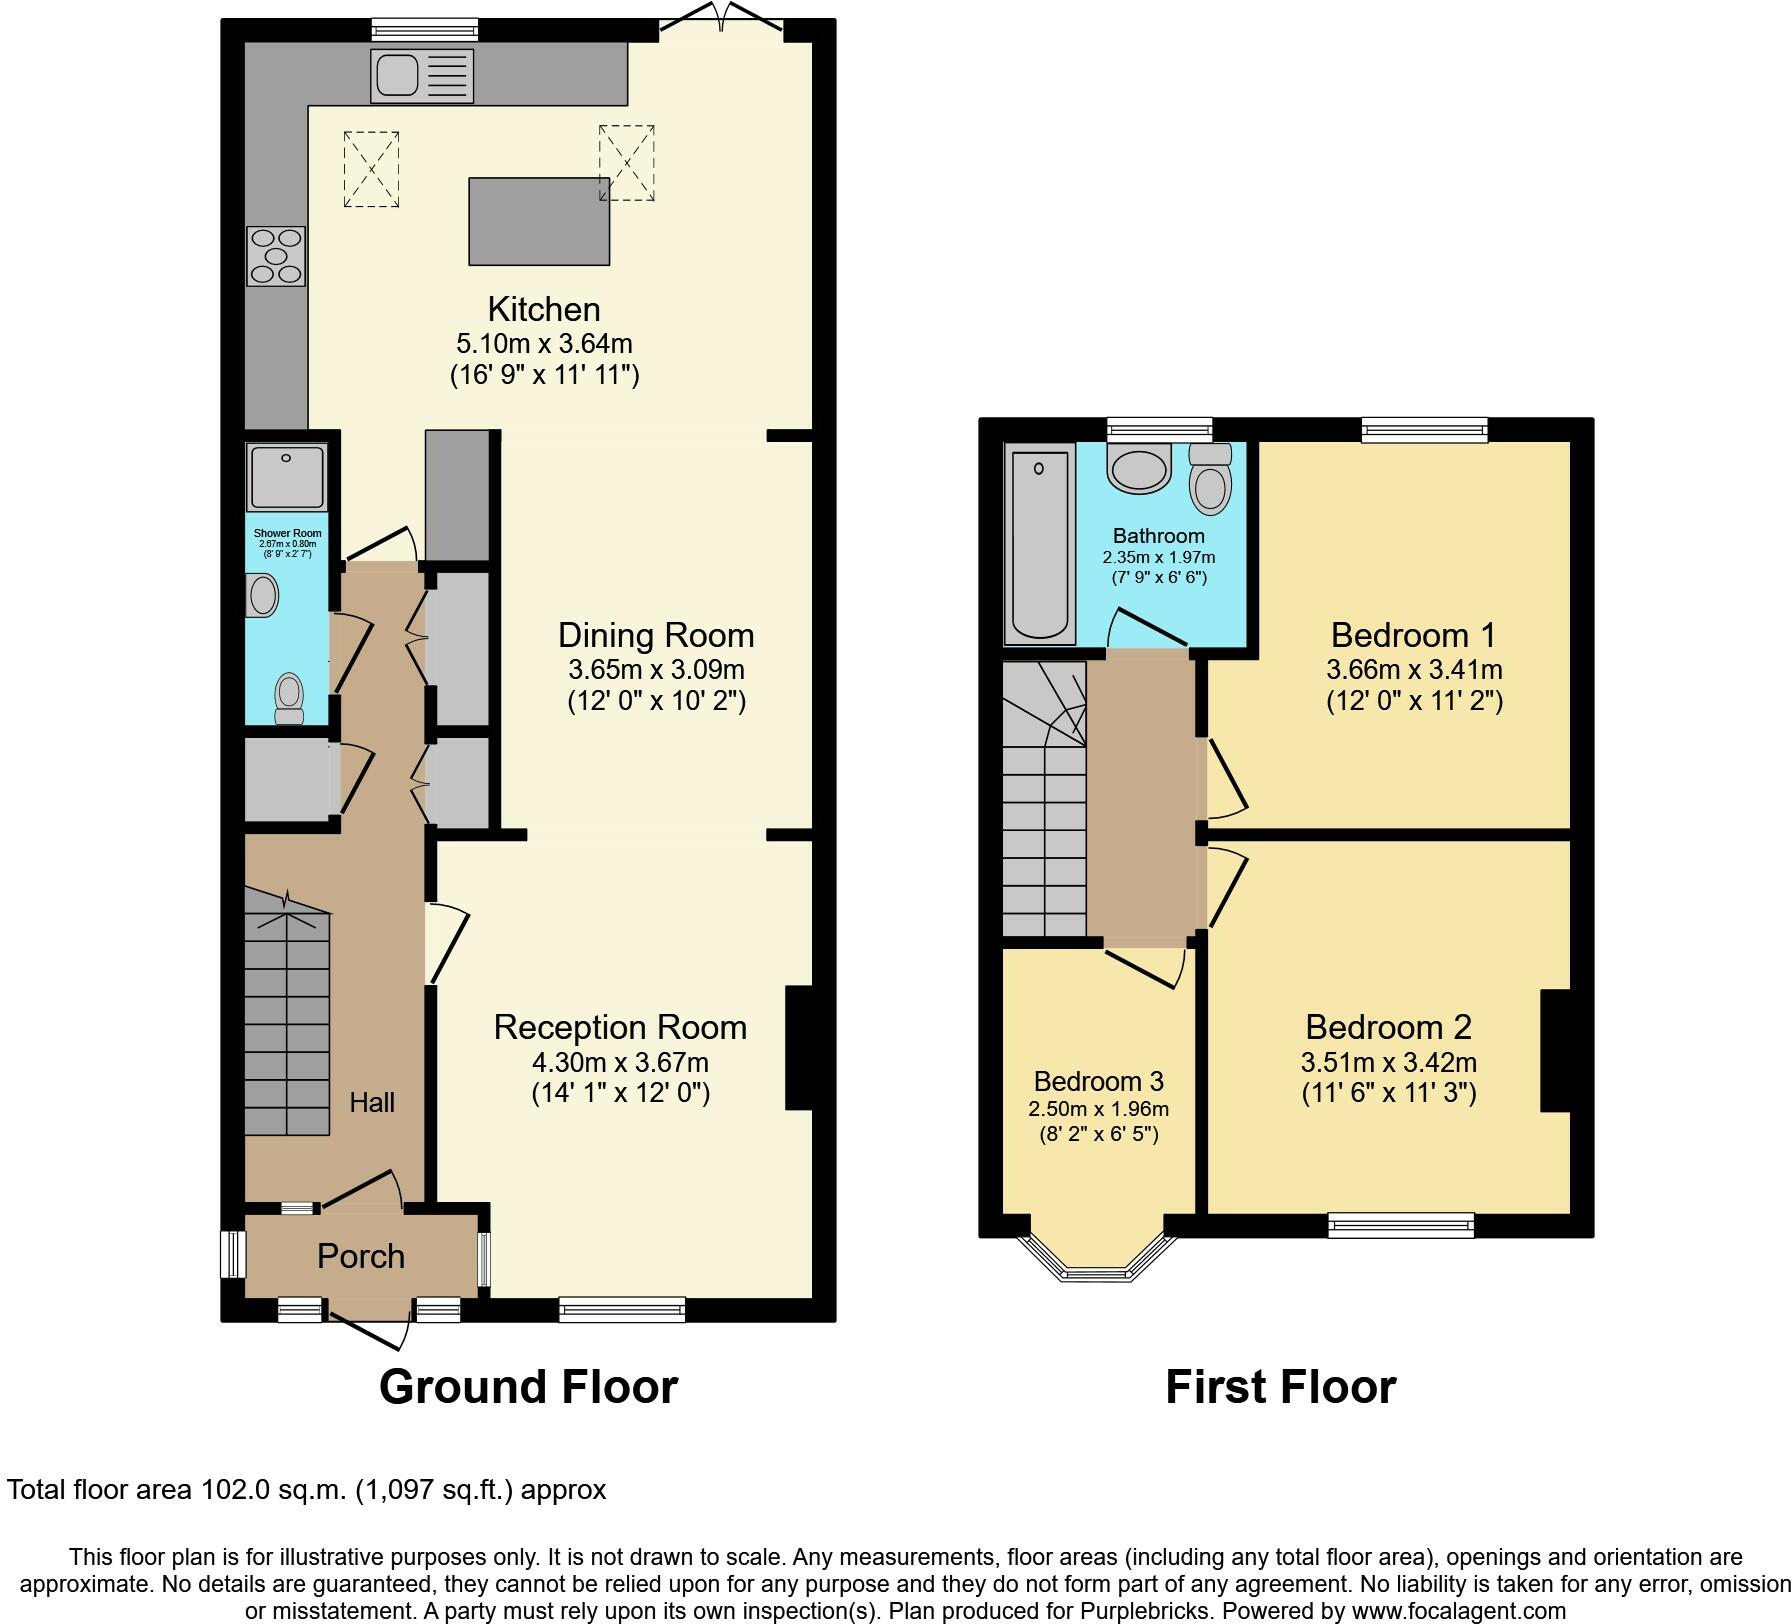 Kitchen
5.10m x 3.64m
(16' 9" x 11' 11")
Shower Room
2.67m x 0.80m
(8' 9" x 2' 7")
Dining Room
3.65m x 3.09m
(12' 0" x 10' 2")
Reception Room
4.30m x 3.67m
(14' 1" x 12' 0")
Hall
Porch
Ground Floor
Bathroom
2.35m x 1.97m
(7' 9" x 6' 6")
Bedroom 1
3.66m x 3.41m
(12' 0" x 11' 2")
Bedroom 2
3.51m x 3.42m
(11' 6" x 11' 3")
Bedroom 3
2.50m x 1.96m
(8' 2" x 6' 5")
First Floor
Total floor area 102.0 sq.m. (1,097 sq.ft.) approx
This floor plan is for illustrative purposes only. It is not drawn to scale. Any measurements, floor areas (including any total floor area), openings and orientation are
approximate. No details are guaranteed, they cannot be relied upon for any purpose and they do not form part of any agreement. No liability is taken for any error, omission
or misstatement. A party must rely upon its own inspection(s). Plan produced for Purplebricks. Powered by www.focalagent.com